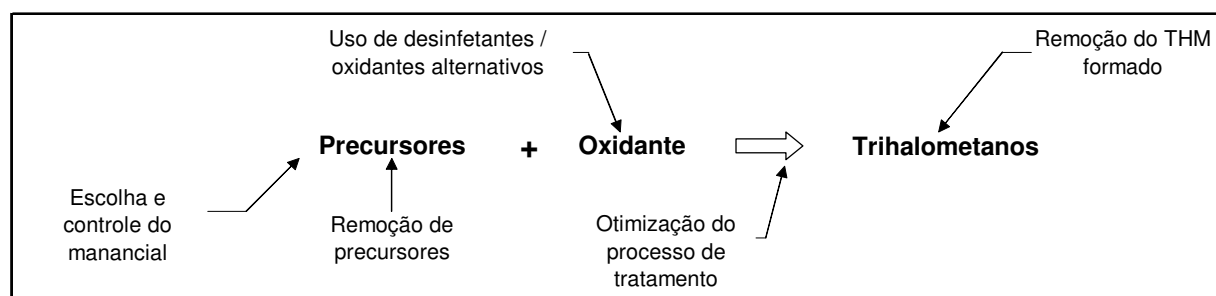 Uso de desinfetantes /
oxidantes alternativos
Remoção do THM
formado
Precursores + Oxidante Trihalometanos
Escolha e
controle do
manancial
Remoção de
precursores
Otimização do
processo de
tratamento